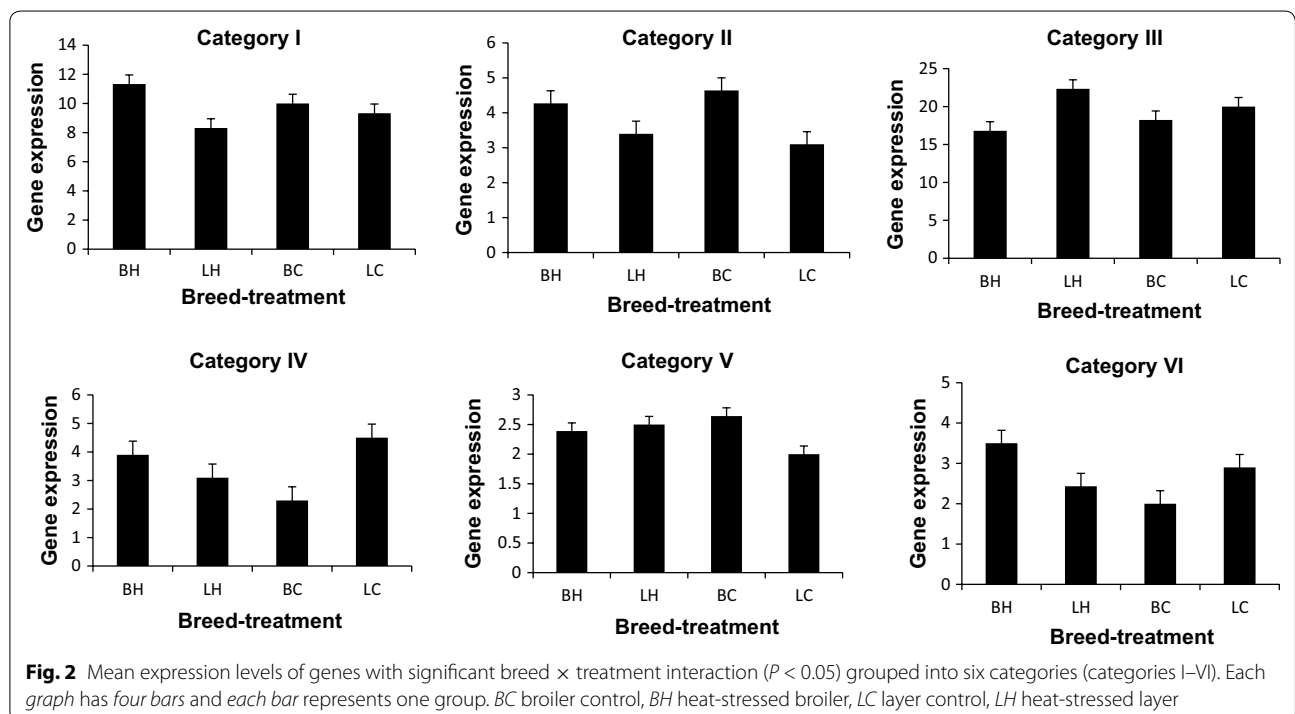 Category I
14
12
10
8
6
4
2
0
Gene expression
BH LH BC LC
Breed-treatment
Category II
6
5
4
3
2
1
0
Gene expression
BH LH BC LC
Breed-treatment
Category III
25
20
15
10
5
0
Gene expression
BH LH BC LC
Breed-treatment
Category IV
6
5
4
3
2
1
0
Gene expression
BH LH BC LC
Breed-treatment
Category V
3
2.5
2
1.5
1
0.5
0
Gene expression
BH LH BC LC
Breed-treatment
Category VI
5
4
3
2
1
0
Gene expression
BH LH BC LC
Breed-treatment
Fig. 2 Mean expression levels of genes with significant breed × treatment interaction (P < 0.05) grouped into six categories (categories I–VI). Each
graph has four bars and each bar represents one group. BC broiler control, BH heat-stressed broiler, LC layer control, LH heat-stressed layer